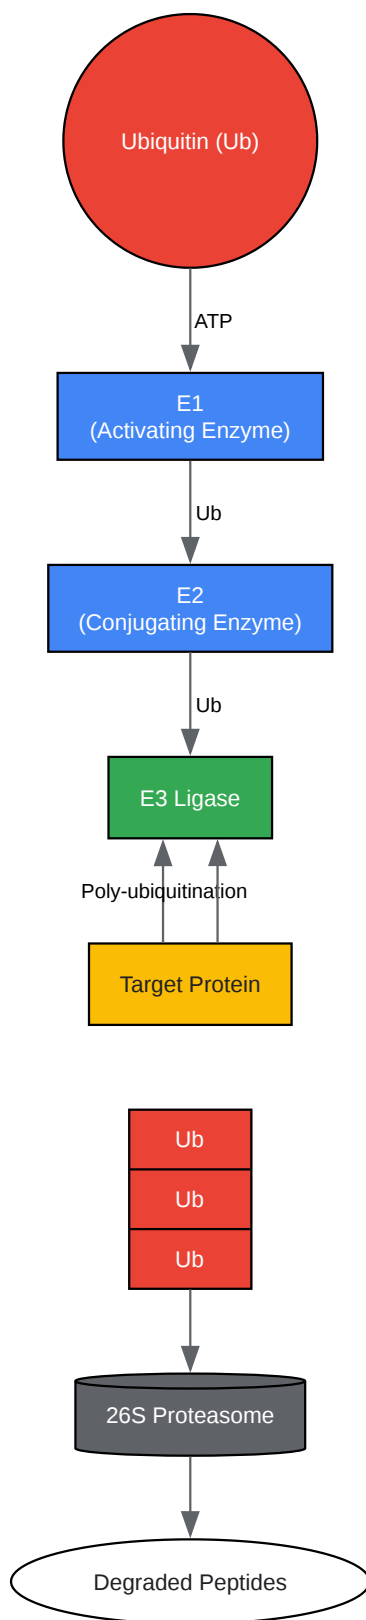 Ubiquitin (Ub)
ATP
E1
(Activating Enzyme)
Ub
E2
(Conjugating Enzyme)
Ub
E3 Ligase
Poly-ubiquitination
Target Protein
Ub
Ub
Ub
26S Proteasome
Degraded Peptides